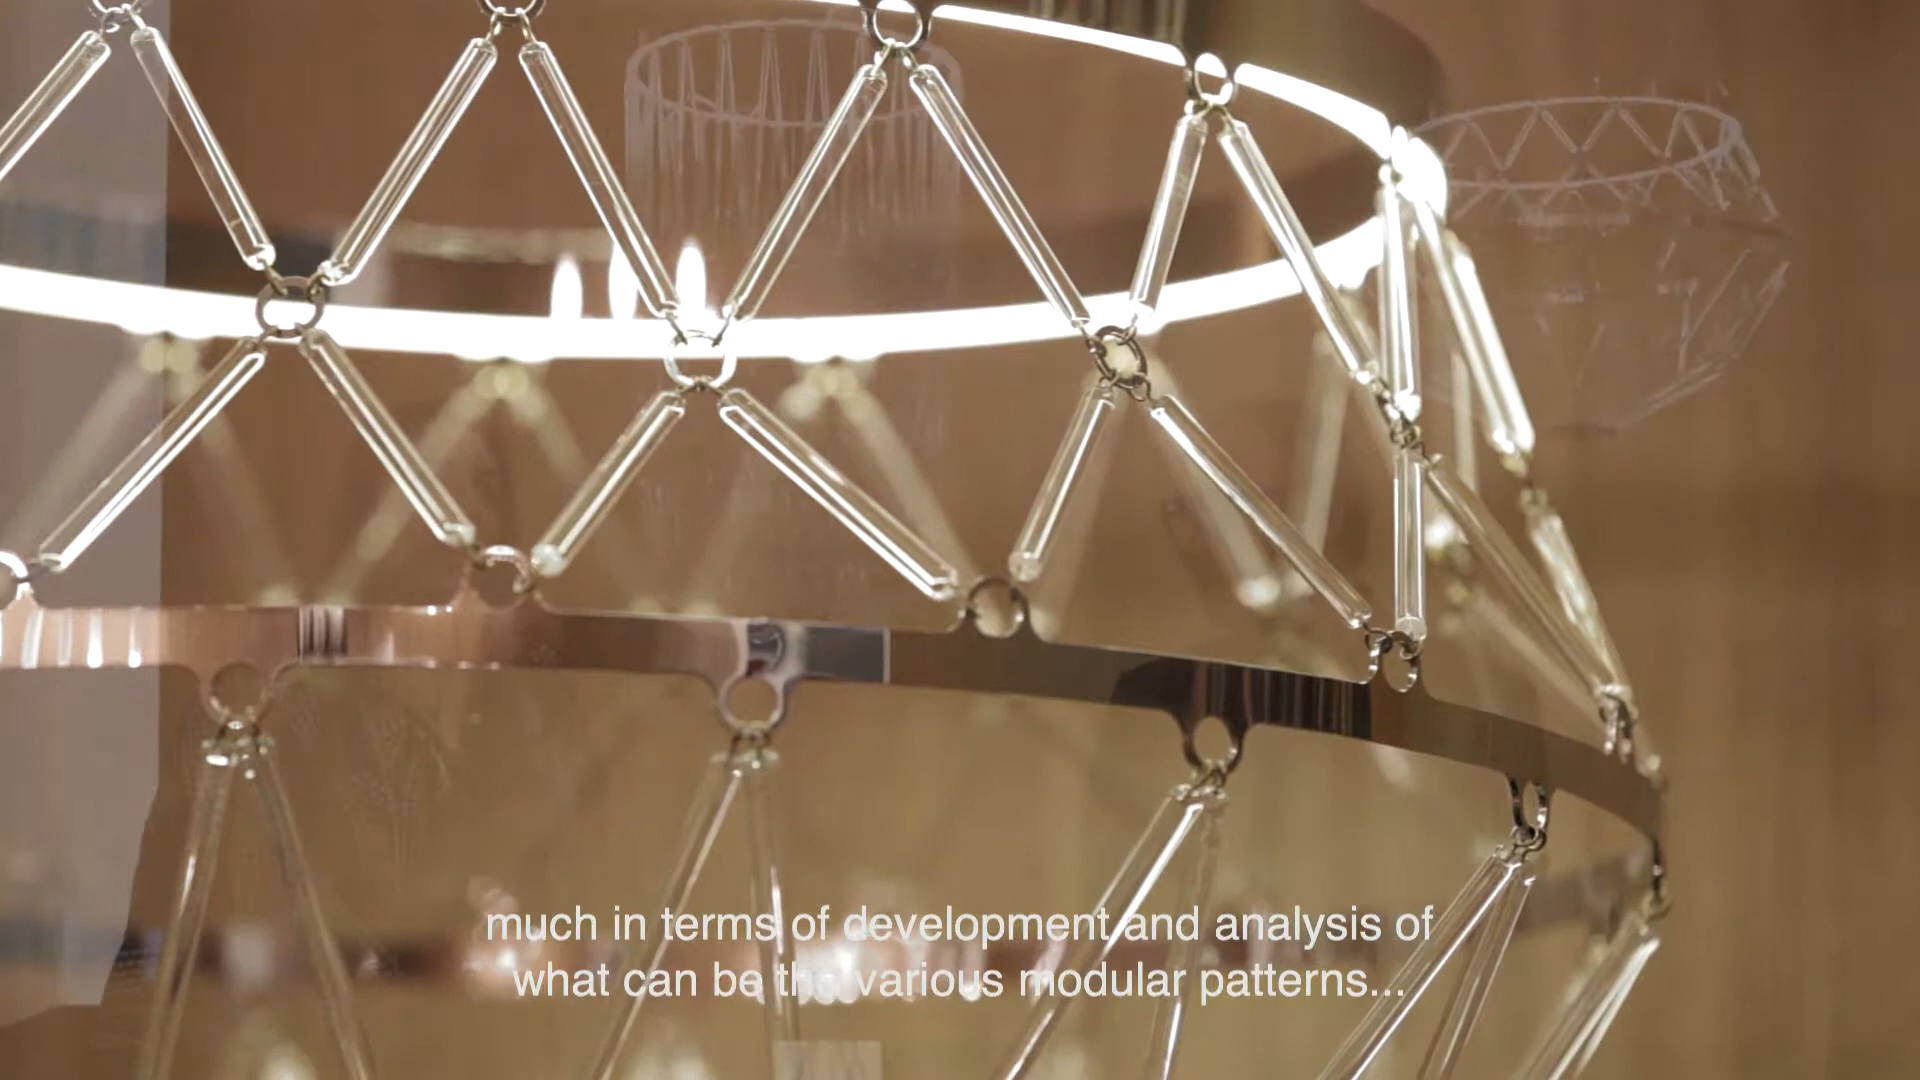 much in terms of development and analysis of
what can be the various modular patterns...